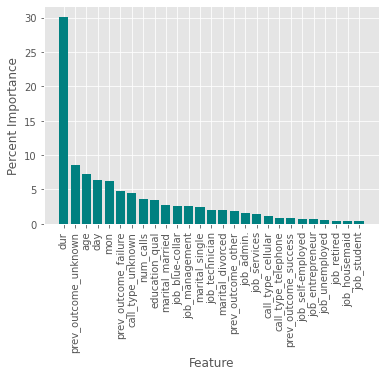 Percent Importance
30
25
20
15
10
5
0
dur
prev_outcome_unknown
age
day
mon
prev_outcome_failure
call_type_unknown
num_calls
education_qual
marital_married
job_blue-collar
job_management
marital_single
job_technician
marital_divorced
prev_outcome_other
job_admin.
job_services
call_type_cellular
call_type_telephone
prev_outcome_success
job_self-employed
job_entrepreneur
job_unemployed
job_retired
job_housemaid
job_student
Feature